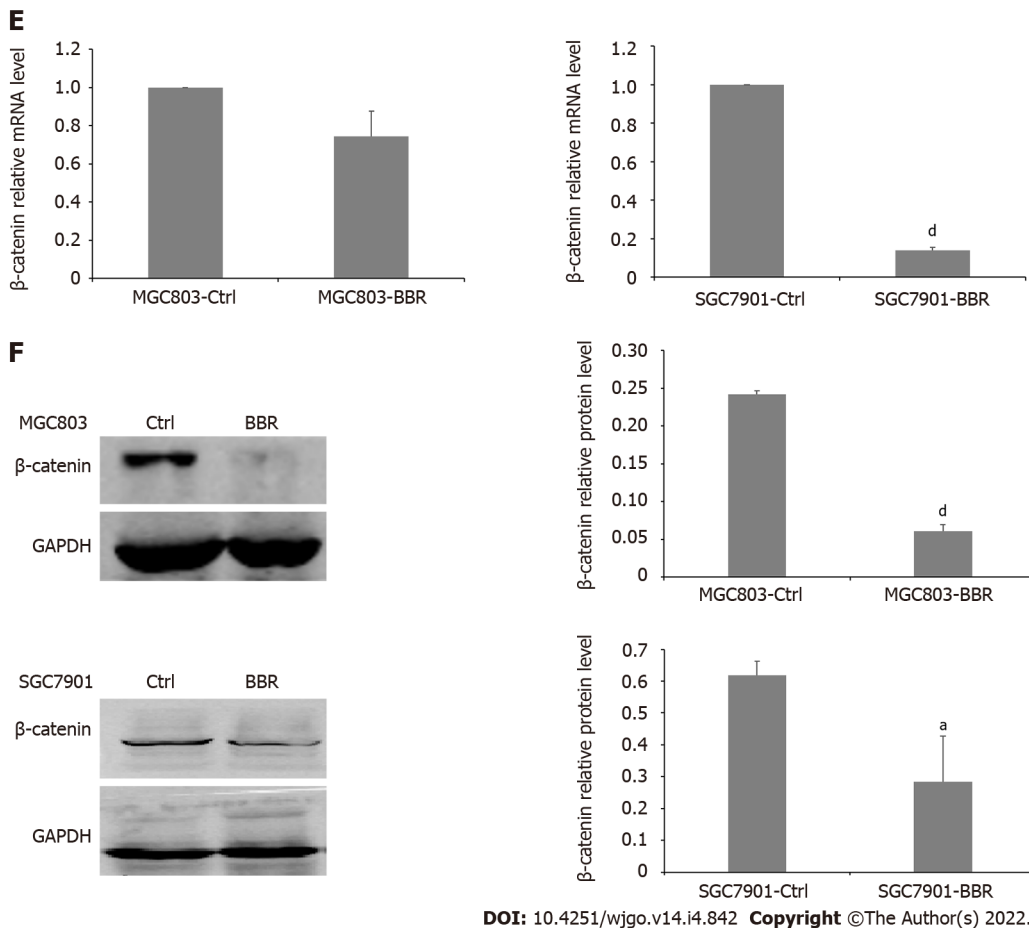 E
β-catenin relative mRNA level
1.2
1.0
0.8
0.6
0.4
0.2
0
MGC803-Ctrl MGC803-BBR
β-catenin relative mRNA level
1.2
1.0
0.8
0.6
0.4
0.2
0
d
SGC7901-Ctrl SGC7901-BBR
F
MGC803 Ctrl BBR
β-catenin
GAPDH
β-catenin relative protein level
0.30
0.25
0.20
0.15
0.10
0.05
0
d
MGC803-Ctrl MGC803-BBR
SGC7901 Ctrl BBR
β-catenin
GAPDH
β-catenin relative protein level
0.7
0.6
0.5
0.4
0.3
0.2
0.1
0
a
SGC7901-Ctrl SGC7901-BBR
DOI: 10.4251/wjgo.v14.i4.842 Copyright ©The Author(s) 2022.